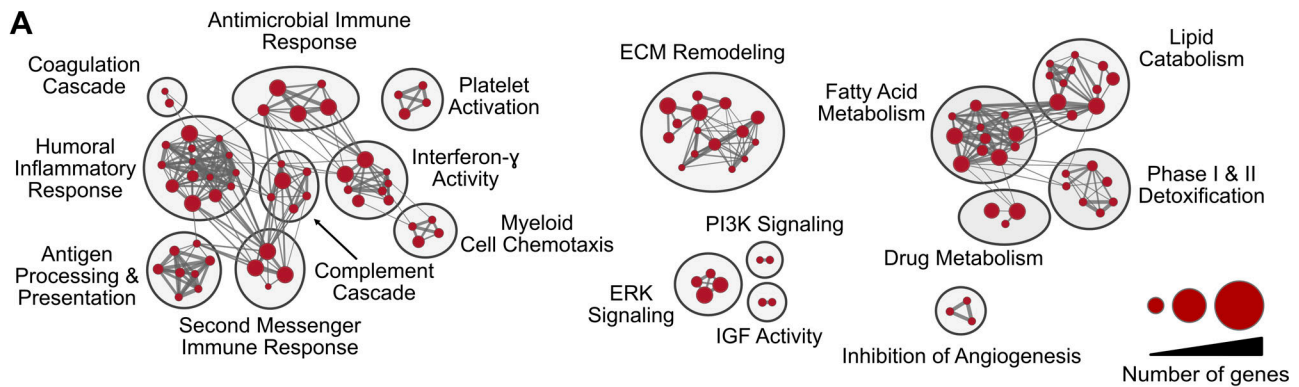 A
Antimicrobial Immune
Response
Coagulation
Cascade
Platelet
Activation
Humoral
Inflammatory
Response
Interferon-ɣ
Activity
Myeloid
Cell Chemotaxis
Antigen
Processing &
Presentation
Complement
Cascade
Second Messenger
Immune Response
ECM Remodeling
PI3K Signaling
ERK
Signaling
IGF Activity
Lipid
Catabolism
Fatty Acid
Metabolism
Phase I & II
Detoxification
Drug Metabolism
Inhibition of Angiogenesis
Number of genes